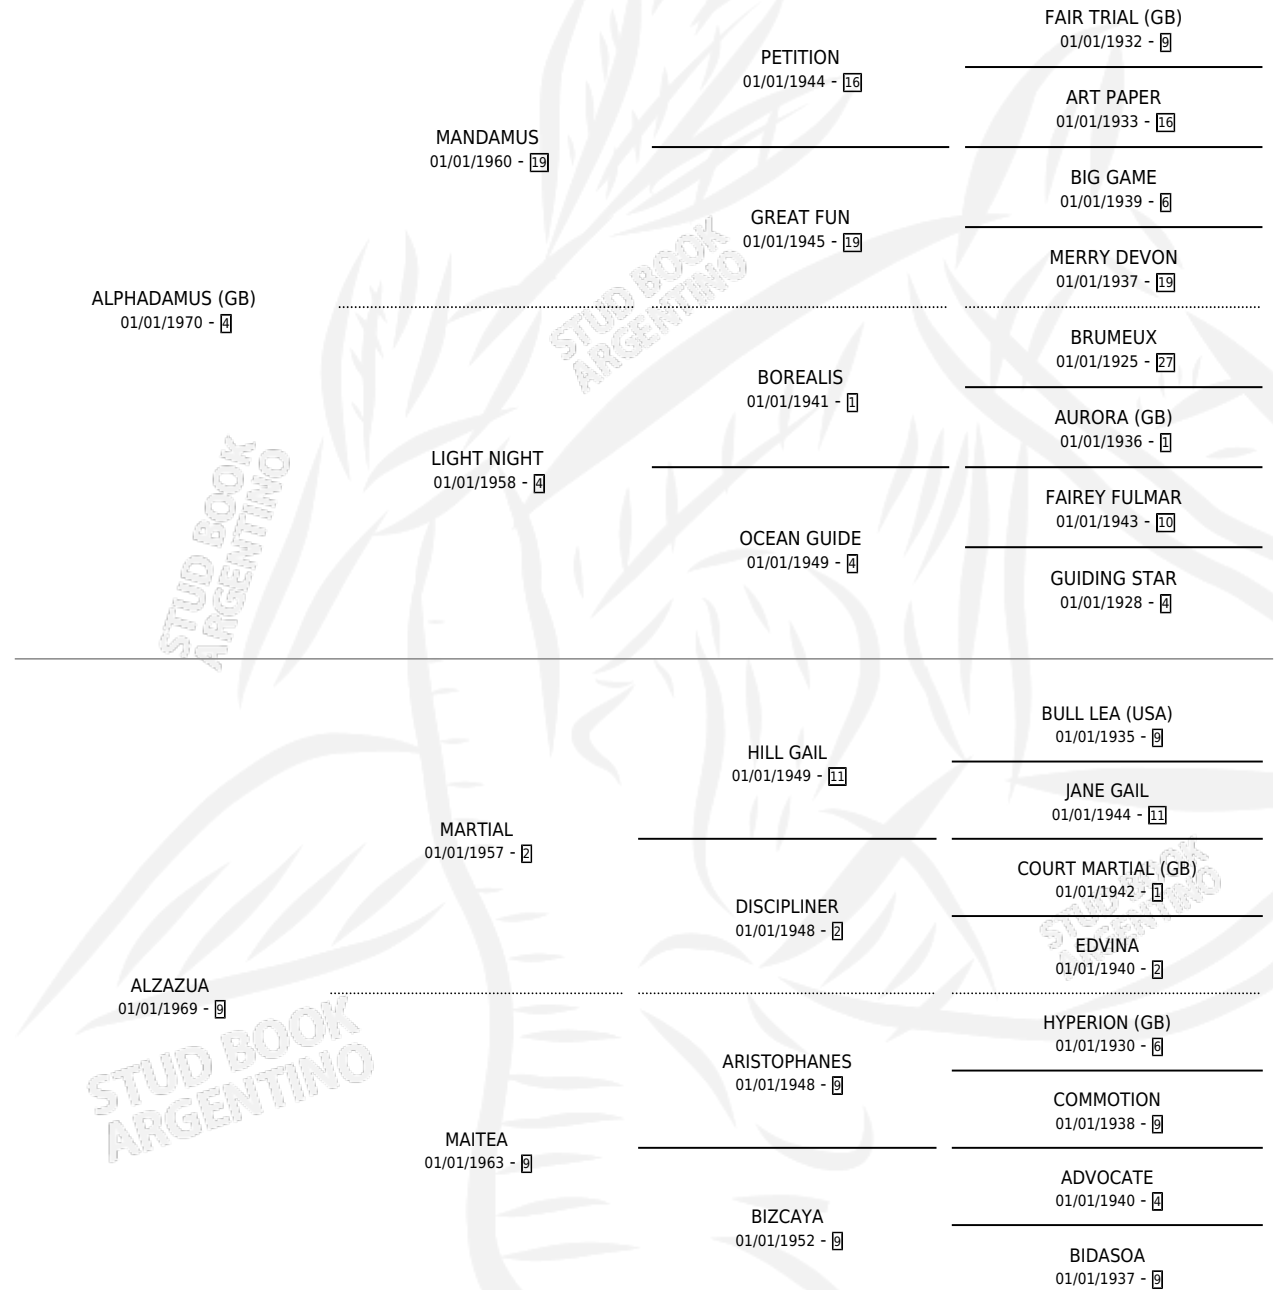 FAIR TRIAL (GB)
01/01/1932 - 9
PETITION
01/01/1944 - 16
ART PAPER
01/01/1933 - 16
MANDAMUS
01/01/1960 - 19
BIG GAME
01/01/1939 - 6
GREAT FUN
01/01/1945 - 19
MERRY DEVON
01/01/1937 - 19
ALPHADAMUS (GB)
01/01/1970 - 4
BRUMEUX
01/01/1925 - 27
BOREALIS
01/01/1941 - 1
AURORA (GB)
01/01/1936 - 1
LIGHT NIGHT
01/01/1958 - 4
FAIREY FULMAR
01/01/1943 - 10
OCEAN GUIDE
01/01/1949 - 4
GUIDING STAR
01/01/1928 - 4
BULL LEA (USA)
01/01/1935 - 9
HILL GAIL
01/01/1949 - 11
JANE GAIL
01/01/1944 - 11
MARTIAL
01/01/1957 - 2
COURT MARTIAL (GB)
01/01/1942 - 1
DISCIPLINER
01/01/1948 - 2
EDVINA
01/01/1940 - 2
ALZAZUA
01/01/1969 - 9
HYPERION (GB)
01/01/1930 - 6
ARISTOPHANES
01/01/1948 - 9
COMMOTION
01/01/1938 - 9
MAITEA
01/01/1963 - 9
ADVOCATE
01/01/1940 - 4
BIZCAYA
01/01/1952 - 9
BIDASOA
01/01/1937 - 9
STUD BOOK
ARGENTINO
STUD BOOK
ARGENTINO
STUD BOOK
ARGENTINO
STUD BOOK
ARGENTINO